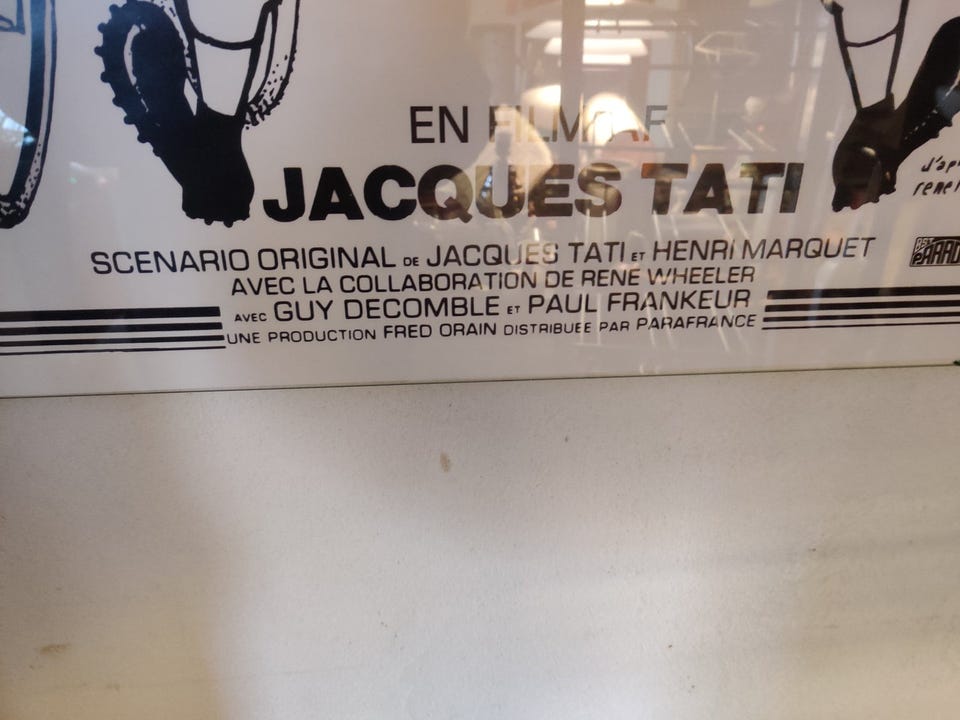 EN FILM AF
JACQUES TATI
SCENARIO ORIGINAL DE JACQUES TATI ET HENRI MARQUET
AVEC LA COLLABORATION DE RENE WHEELER
AVEC GUY DECOMBLE ET PAUL FRANKEUR
UNE PRODUCTION FRED ORAIN DISTRIBUEE PAR PARAFRANCE